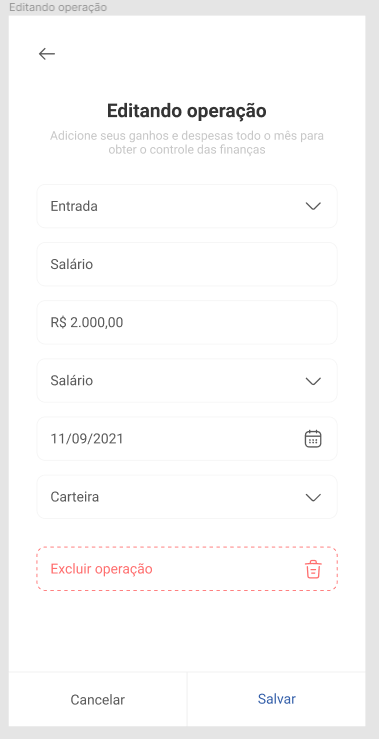 Editando operação
Editando operação
Adicione seus ganhos e despesas todo o mês para
obter o controle das finanças
Entrada
Salário
R$ 2.000,00
Salário
11/09/2021
Carteira
Excluir operação
Cancelar
Salvar